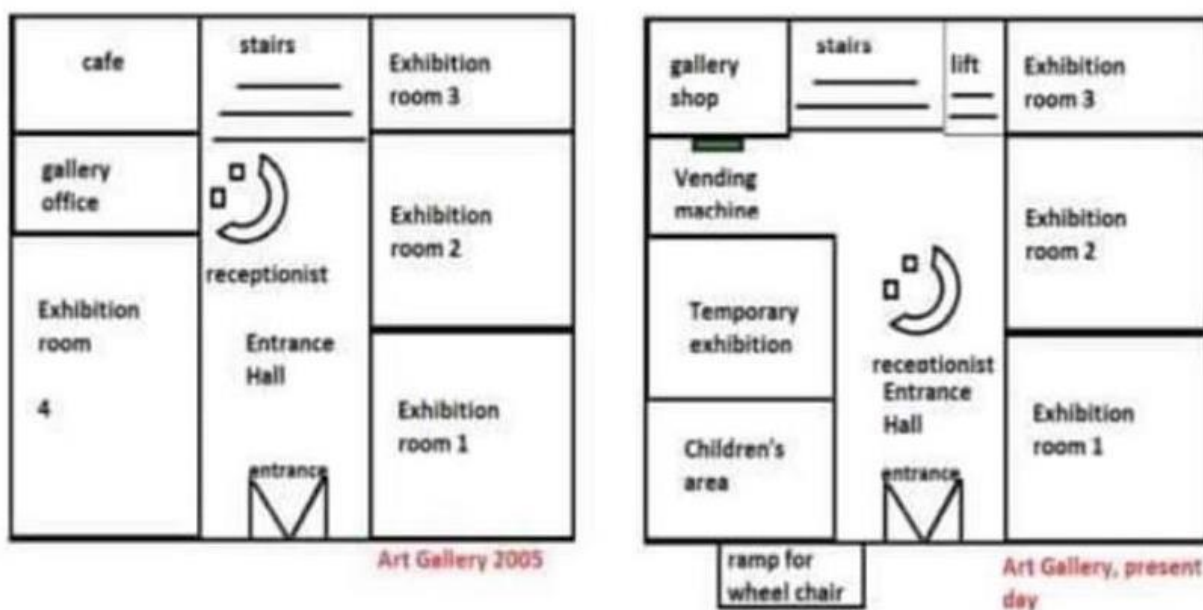 cafe
stairs
Exhibition
room 3
gallery
office
Exhibition
room 2
receptionist
Exhibition
room
4
Entrance
Hall
Exhibition
room 1
entrance
Art Gallery 2005
gallery
shop
stairs
lift
Exhibition
room 3
Vending
machine
Exhibition
room 2
Temporary
exhibition
receptionist
Entrance
Hall
Children's
area
Exhibition
room 1
entrance
ramp for
wheel chair
Art Gallery, present
day